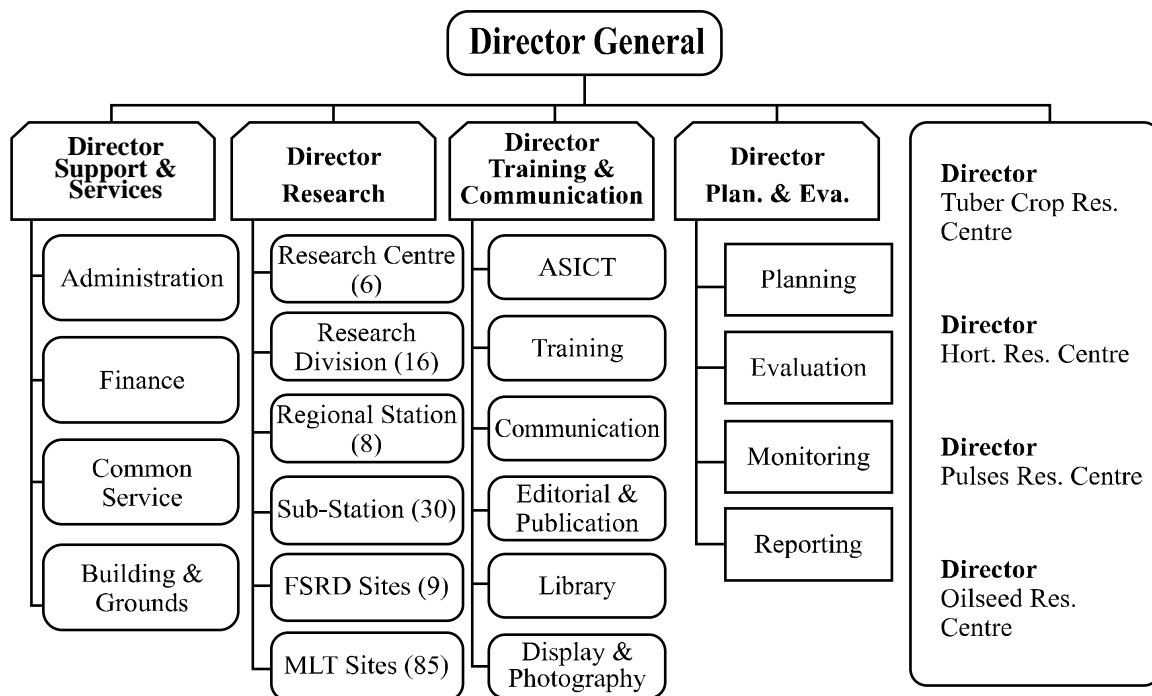 Director General
Director
Support &
Services
Administration
Finance
Common
Service
Building &
Grounds
Director
Research
Research Centre
(6)
Research
Division (16)
Regional Station
(8)
Sub-Station (30)
FSRD Sites (9)
MLT Sites (85)
Director
Training &
Communication
ASICT
Training
Communication
Editorial &
Publication
Library
Display &
Photography
Director
Plan. & Eva.
Planning
Evaluation
Monitoring
Reporting
Director
Tuber Crop Res.
Centre
Director
Hort. Res. Centre
Director
Pulses Res. Centre
Director
Oilseed Res.
Centre